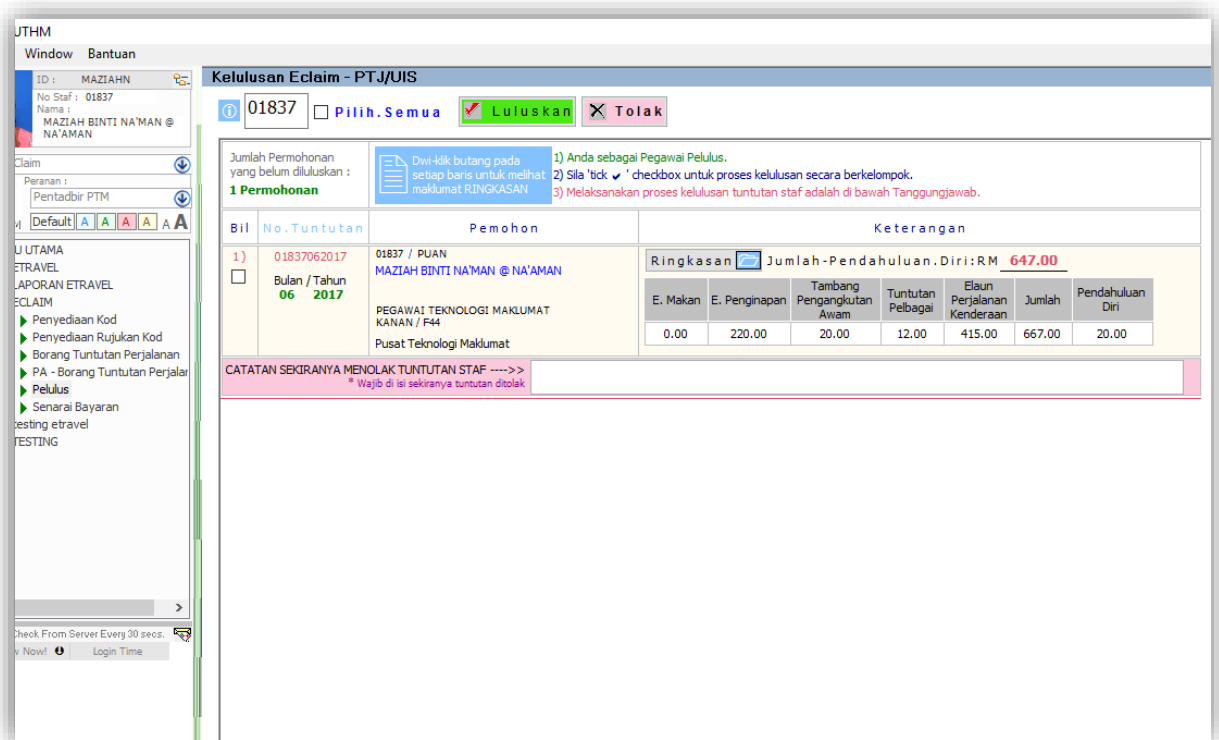 UTHM
Window Bantuan
ID : MAZIAHN
No Staf : 01837
Nama :
MAZIAH BINTI NA'MAN @
NA'AMAN
Claim
Peranan :
Pentadbir PTM
Default A A A A A A
U UTAMA
ETRAVEL
LAPORAN ETRAVEL
ECLAIM
Penyediaan Kod
Penyediaan Rujukan Kod
Borang Tuntutan Perjalanan
PA - Borang Tuntutan Perjalan
Pelulus
Senarai Bayaran
testing etravel
TESTING
Check From Server Every 30 secs.
w Now! Login Time
Kelulusan Eclaim - PTJ/UIS
01837 Pilih.Semua Luluskan Tolak
Jumlah Permohonan
yang belum diluluskan :
1 Permohonan
Dwi-klik butang pada
setiap baris untuk melihat
maklumat RINGKASAN
1) Anda sebagai Pegawai Pelulus.
2) Sila 'tick ✔ ' checkbox untuk proses kelulusan secara berkelompok.
3) Melaksanakan proses kelulusan tuntutan staf adalah di bawah Tanggungjawab.
Bil No.Tuntutan Pemohon Keterangan
1) 01837062017
Bulan / Tahun
06 2017
01837 / PUAN
MAZIAH BINTI NA'MAN @ NA'AMAN
PEGAWAI TEKNOLOGI MAKLUMAT
KANAN / F44
Pusat Teknologi Maklumat
Ringkasan Jumlah-Pendahuluan.Diri:RM 647.00
E. Makan E. Penginapan Tambang Pengangkutan Awam Tuntutan Pelbagai Elaun Perjalanan Kenderaan Jumlah Pendahuluan Diri
0.00 220.00 20.00 12.00 415.00 667.00 20.00
CATATAN SEKIRANYA MENOLAK TUNTUTAN STAF ---->>
* Wajib di isi sekiranya tuntutan ditolak